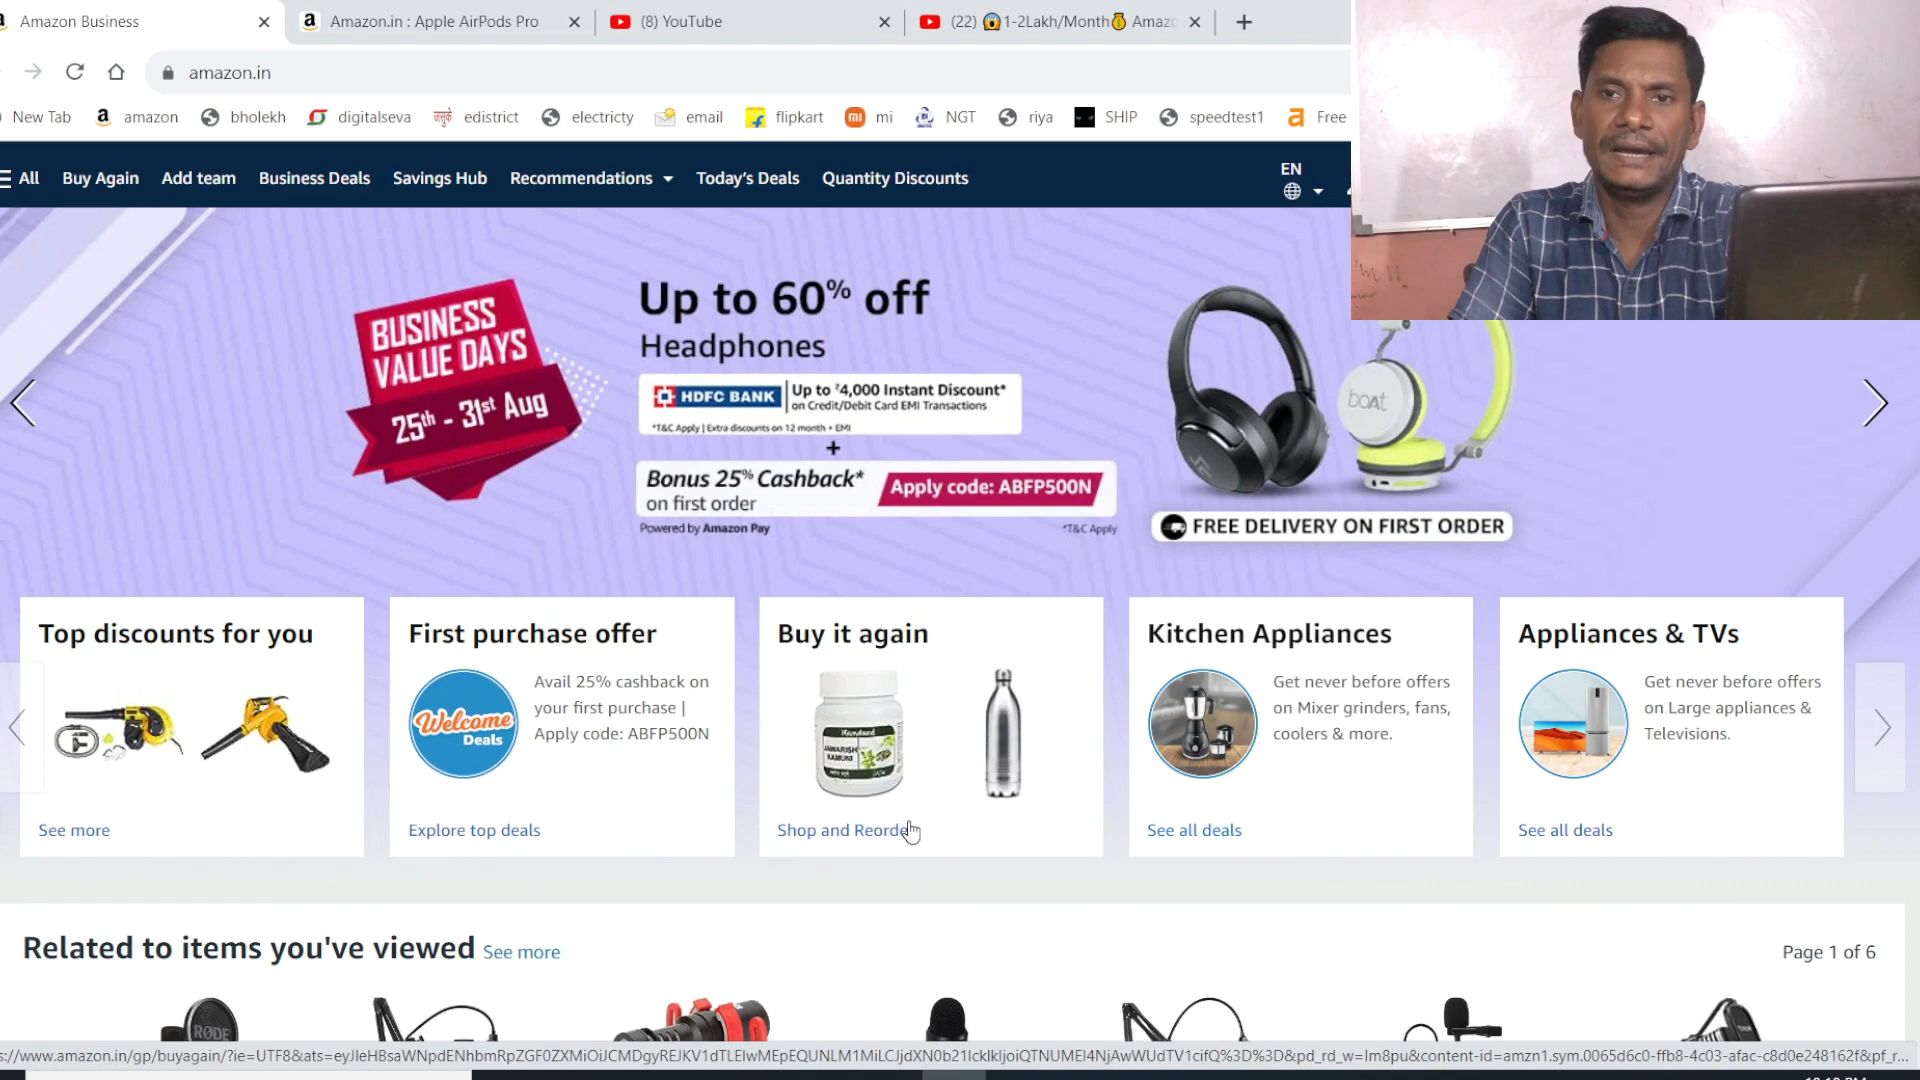 Amazon Business
Amazon.in : Apple AirPods Pro
(8) YouTube
(22) 😱1-2Lakh/Month💰 Amazo
amazon.in
New Tab
amazon
bholekh
digitalseva
edistrict
electricty
email
flipkart
mi
NGT
riya
SHIP
speedtest1
Free
All
Buy Again
Add team
Business Deals
Savings Hub
Recommendations
Today's Deals
Quantity Discounts
EN
BUSINESS
VALUE DAYS
25th - 31st Aug
Up to 60% off
Headphones
HDFC BANK
Up to ₹4,000 Instant Discount*
on Credit/Debit Card EMI Transactions
*T&C Apply | Extra discounts on 12 month + EMI
+
Bonus 25% Cashback*
on first order
Apply code: ABFP500N
Powered by Amazon Pay
*T&C Apply
boAt
FREE DELIVERY ON FIRST ORDER
Top discounts for you
See more
First purchase offer
Welcome
Deals
Avail 25% cashback on
your first purchase |
Apply code: ABFP500N
Explore top deals
Buy it again
Hamdard
JAWARISH
KAMUNI
Shop and Reorde
Kitchen Appliances
Get never before offers
on Mixer grinders, fans,
coolers & more.
See all deals
Appliances & TVs
Get never before offers
on Large appliances &
Televisions.
See all deals
Related to items you've viewed See more
Page 1 of 6
RØDE